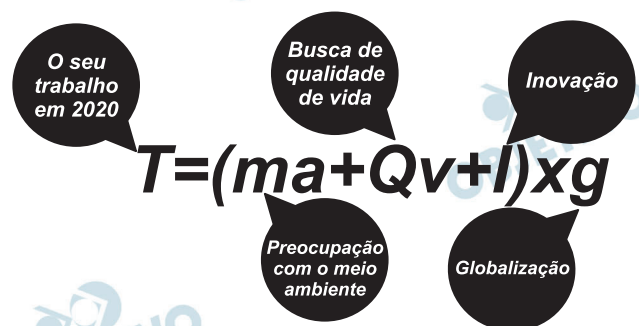 O seu
trabalho
em 2020
Busca de
qualidade
de vida
Inovação
T=(ma+Qv+I)xg
Preocupação
com o meio
ambiente
Globalização